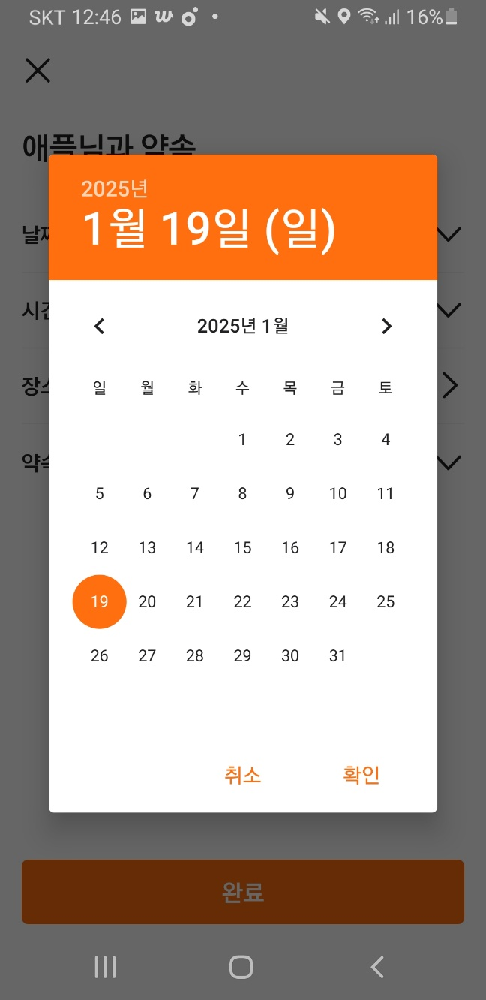 SKT 12:46 16%
애플님과 약속
2025년
1월 19일 (일)
날짜
시간
장소
약속
2025년 1월
일 월 화 수 목 금 토
1 2 3 4
5 6 7 8 9 10 11
12 13 14 15 16 17 18
19 20 21 22 23 24 25
26 27 28 29 30 31
취소 확인
완료